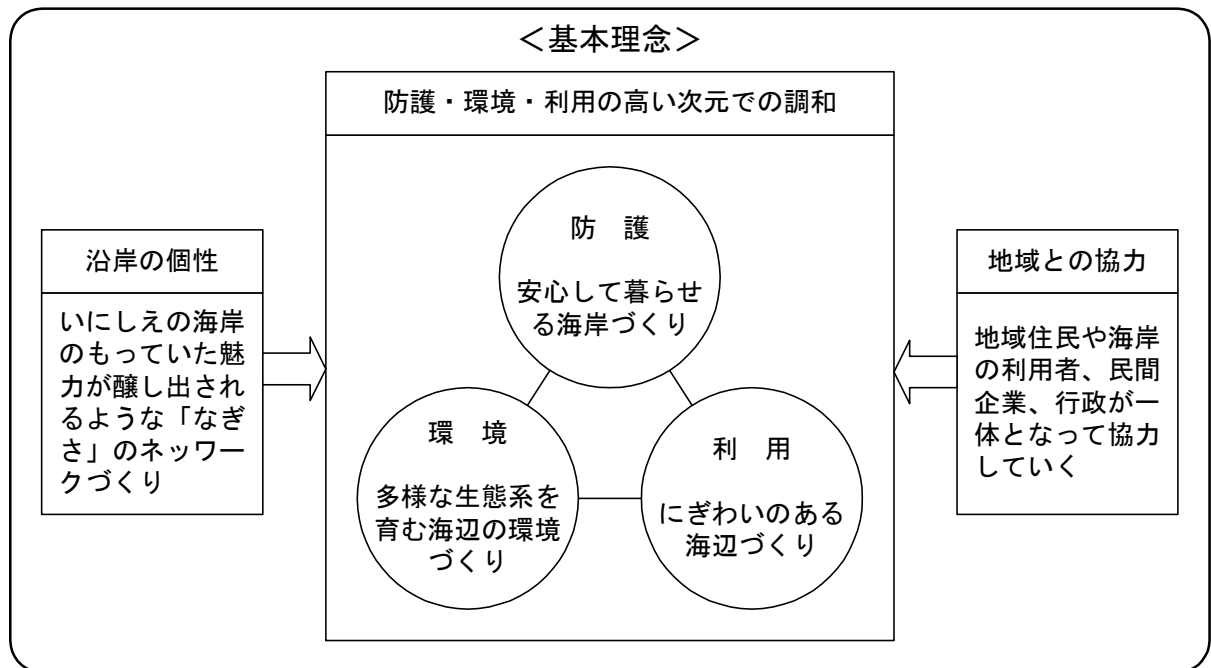 <基本理念>
防護・環境・利用の高い次元での調和
防 護
安心して暮らせ
る海岸づくり
沿岸の個性
いにしえの海岸
のもっていた魅
力が醸し出され
るような「なぎ
さ」のネッワー
クづくり
地域との協力
地域住民や海岸
の利用者、民間
企業、行政が一
体となって協力
していく
環 境
多様な生態系を
育む海辺の環境
づくり
利 用
にぎわいのある
海辺づくり